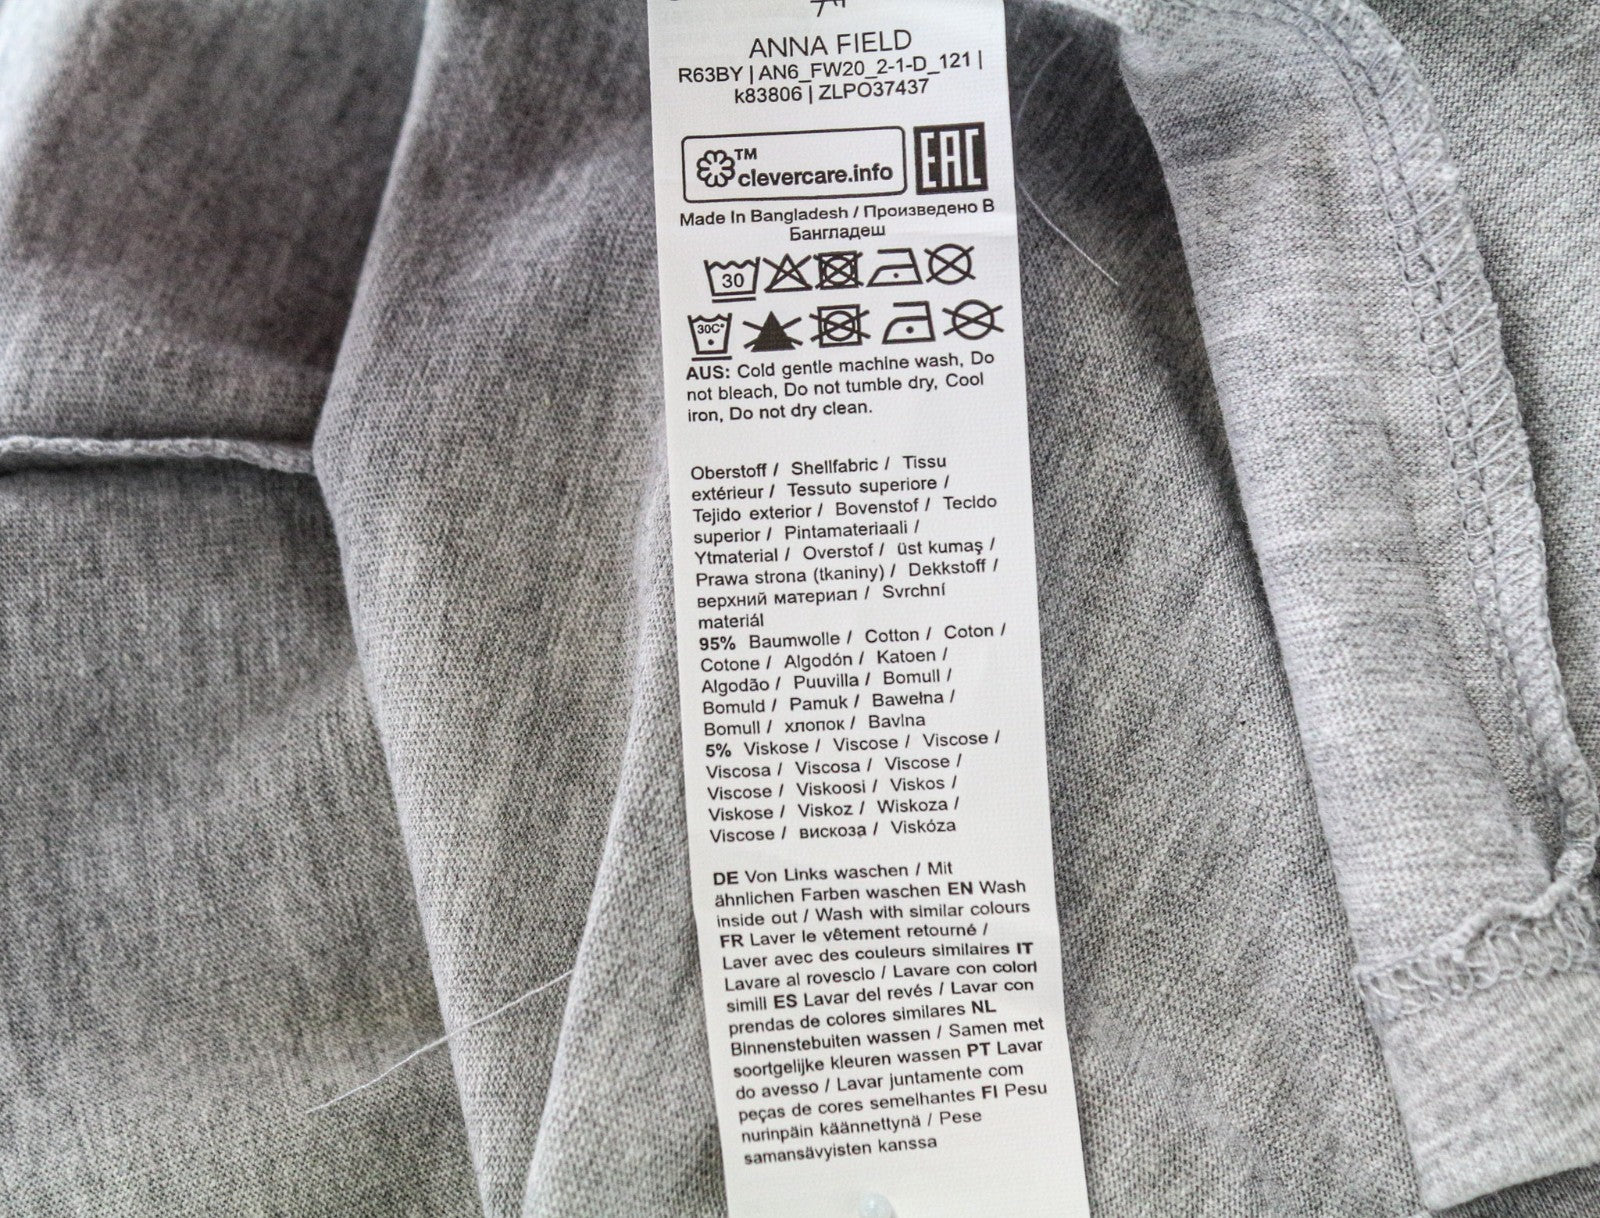 ANNA FIELD
R63BY | AN6_FW20_2-1-D_121 |
k83806 | ZLPO37437
TM
clevercare.info
EAC
Made In Bangladesh / Произведено В
Бангладеш
30
30C°
AUS: Cold gentle machine wash, Do
not bleach, Do not tumble dry, Cool
iron, Do not dry clean.
Oberstoff / Shellfabric / Tissu
extérieur / Tessuto superiore /
Tejido exterior / Bovenstof / Tecido
superior / Pintamateriaali /
Ytmaterial / Overstof / üst kumaş /
Prawa strona (tkaniny) / Dekkstoff /
верхний материал / Svrchní
materiál
95% Baumwolle / Cotton / Coton /
Cotone / Algodón / Katoen /
Algodão / Puuvilla / Bomull /
Bomuld / Pamuk / Bawełna /
Bomull / хлопок / Bavlna
5% Viskose / Viscose / Viscose /
Viscosa / Viscosa / Viscose /
Viscose / Viskoosi / Viskos /
Viskose / Viskoz / Wiskoza /
Viscose / вискоза / Viskóza
DE Von Links waschen / Mit
ähnlichen Farben waschen EN Wash
inside out / Wash with similar colours
FR Laver le vêtement retourné /
Laver avec des couleurs similaires IT
Lavare al rovescio / Lavare con colori
simili ES Lavar del revés / Lavar con
prendas de colores similares NL
Binnenstebuiten wassen / Samen met
soortgelijke kleuren wassen PT Lavar
do avesso / Lavar juntamente com
peças de cores semelhantes FI Pesu
nurinpäin käännettynä / Pese
samansävyisten kanssa